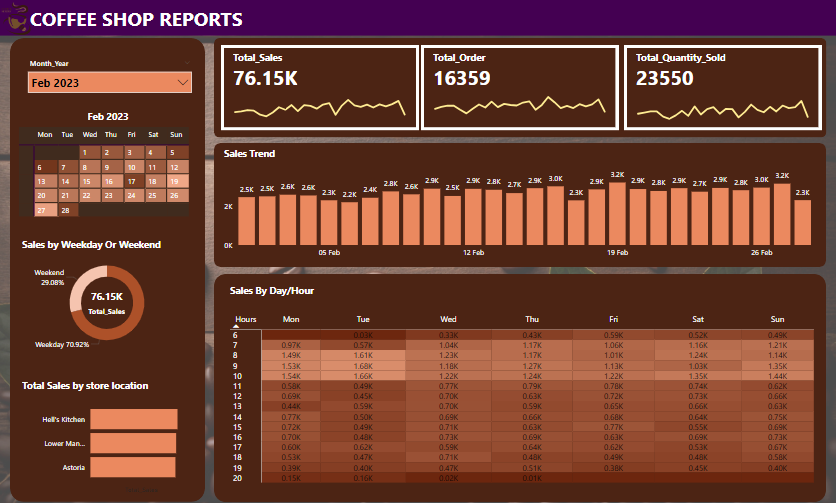 COFFEE SHOP REPORTS
Month_Year
Feb 2023
Feb 2023
Mon Tue Wed Thu Fri Sat Sun
1 2 3 4 5
6 7 8 9 10 11 12
13 14 15 16 17 18 19
20 21 22 23 24 25 26
27 28
Sales by Weekday Or Weekend
Weekend
29.08%
76.15K
Total_Sales
Weekday 70.92%
Total Sales by store location
Hell's Kitchen
Lower Man...
Astoria
Total_Sales
76.15K
Total_Order
16359
Total_Quantity_Sold
23550
Sales Trend
2.5K 2.5K 2.6K 2.6K 2.3K 2.2K 2.4K 2.8K 2.6K 2.9K 2.5K 2.9K 2.8K 2.7K 2.9K 3.0K 2.3K 2.9K 3.2K 2.9K 2.8K 2.9K 2.7K 2.9K 2.8K 3.0K 3.2K 2.3K
2K
0K
05 Feb 12 Feb 19 Feb 26 Feb
Sales By Day/Hour
Hours Mon Tue Wed Thu Fri Sat Sun
6 0.03K 0.33K 0.43K 0.59K 0.52K 0.49K
7 0.97K 0.57K 1.04K 1.17K 1.06K 1.16K 1.21K
8 1.49K 1.61K 1.23K 1.17K 1.01K 1.24K 1.14K
9 1.53K 1.68K 1.18K 1.27K 1.13K 1.03K 1.35K
10 1.54K 1.66K 1.22K 1.24K 1.22K 1.35K 1.44K
11 0.58K 0.49K 0.77K 0.79K 0.78K 0.74K 0.62K
12 0.69K 0.45K 0.70K 0.63K 0.72K 0.73K 0.66K
13 0.44K 0.59K 0.70K 0.59K 0.65K 0.66K 0.63K
14 0.77K 0.50K 0.69K 0.66K 0.68K 0.64K 0.75K
15 0.72K 0.49K 0.71K 0.63K 0.77K 0.55K 0.69K
16 0.70K 0.48K 0.73K 0.69K 0.63K 0.69K 0.73K
17 0.60K 0.62K 0.59K 0.64K 0.62K 0.53K 0.67K
18 0.53K 0.47K 0.71K 0.48K 0.49K 0.48K 0.58K
19 0.39K 0.40K 0.47K 0.51K 0.38K 0.45K 0.40K
20 0.15K 0.16K 0.02K 0.01K